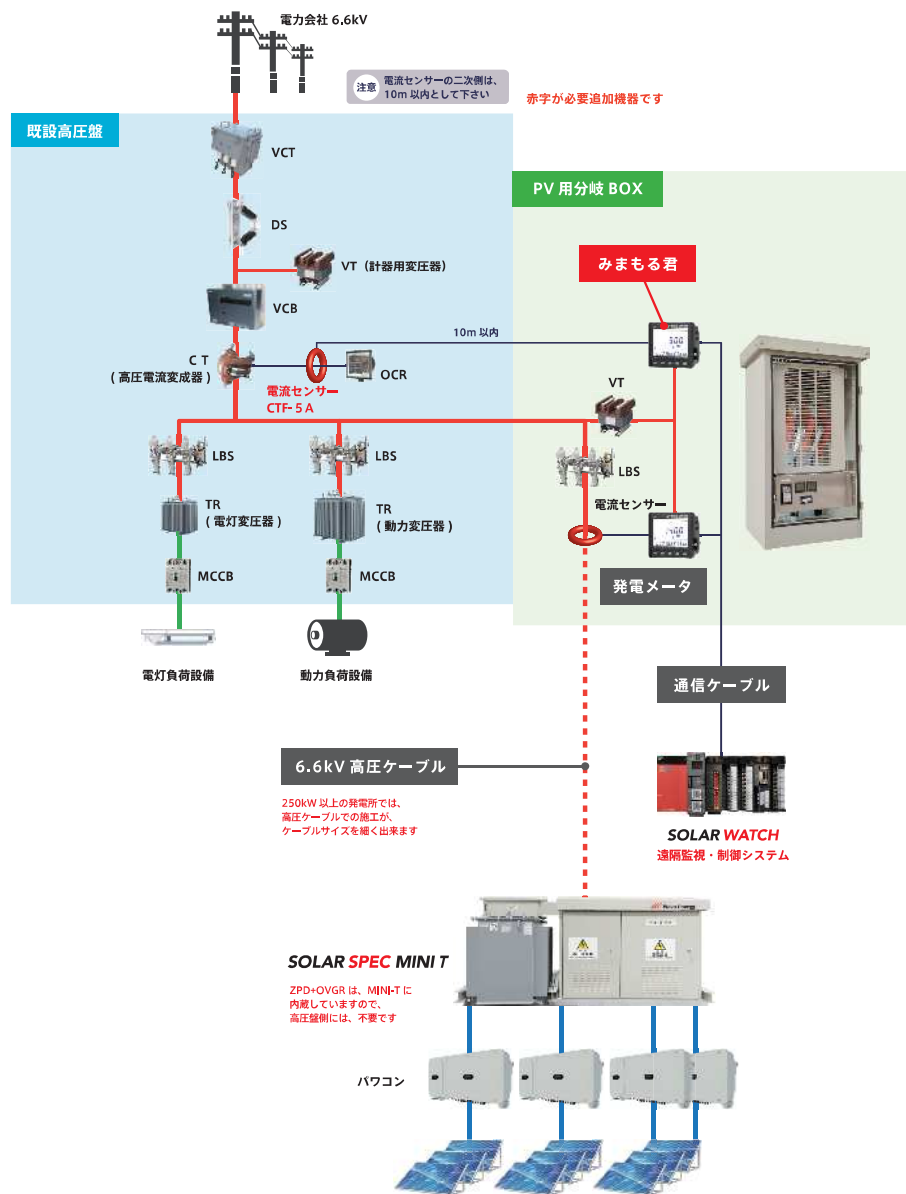 電力会社 6.6kV
注意
電流センサーの二次側は、
10m 以内として下さい
赤字が必要追加機器です
既設高圧盤
VCT
PV 用分岐 BOX
DS
VT（計器用変圧器）
みまもる君
VCB
10m 以内
C T
( 高圧電流変成器 )
OCR
電流センサー
CTF- 5 A
VT
LBS
LBS
LBS
TR
( 電灯変圧器 )
TR
( 動力変圧器 )
電流センサー
MCCB
MCCB
発電メータ
電灯負荷設備
動力負荷設備
通信ケーブル
6.6kV 高圧ケーブル
250kW 以上の発電所では、
高圧ケーブルでの施工が、
ケーブルサイズを細く出来ます
SOLAR WATCH
遠隔監視・制御システム
SOLAR SPEC MINI T
ZPD+OVGR は、MINI-T に
内蔵していますので、
高圧盤側には、不要です
パワコン